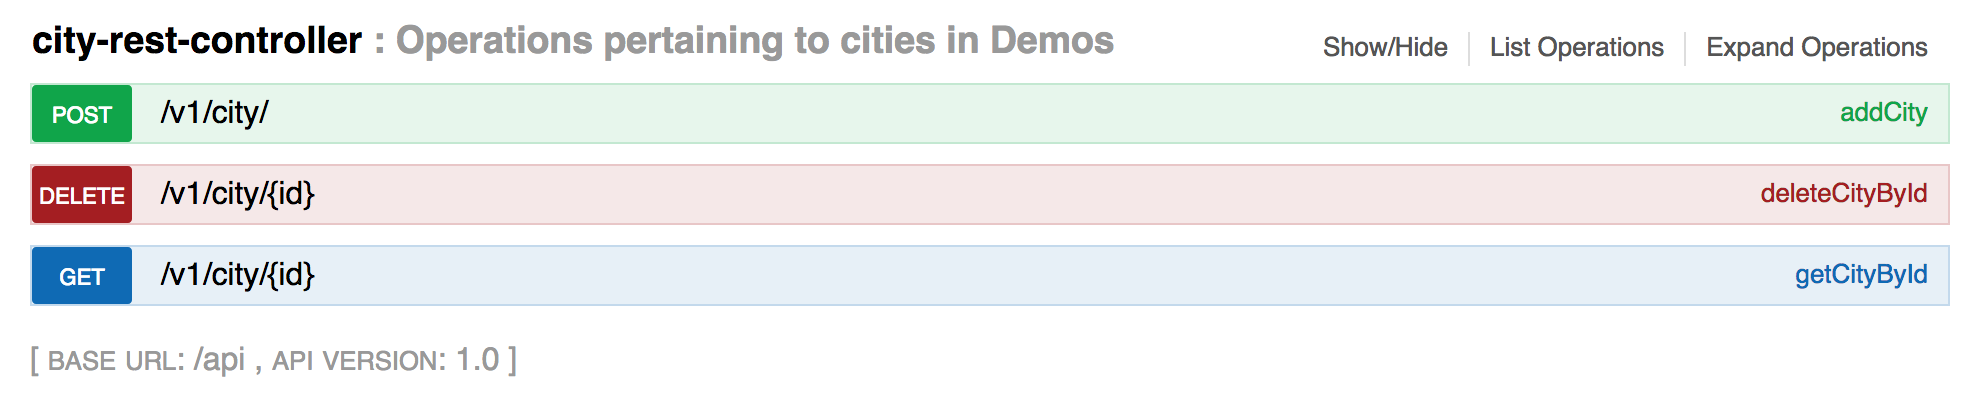 city-rest-controller : Operations pertaining to cities in Demos
Show/Hide List Operations Expand Operations
POST /v1/city/ addCity
DELETE /v1/city/{id} deleteCityById
GET /v1/city/{id} getCityById
[ BASE URL: /api , API VERSION: 1.0 ]